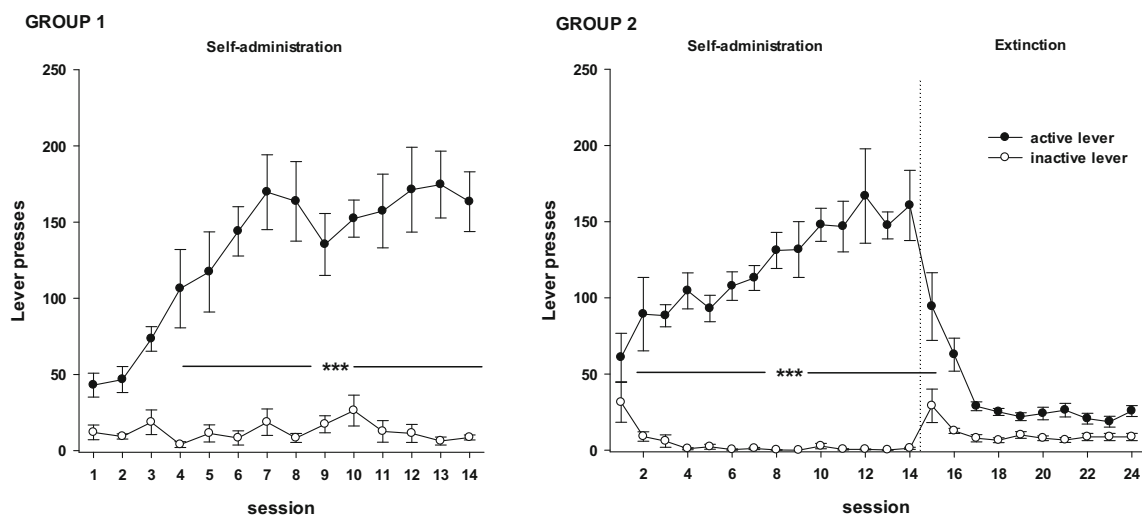 GROUP 1
Self-administration
250
200
150
100
50
0
Lever presses
***
1 2 3 4 5 6 7 8 9 10 11 12 13 14
session
GROUP 2
Self-administration
Extinction
250
200
150
100
50
0
Lever presses
active lever
inactive lever
***
2 4 6 8 10 12 14 16 18 20 22 24
session